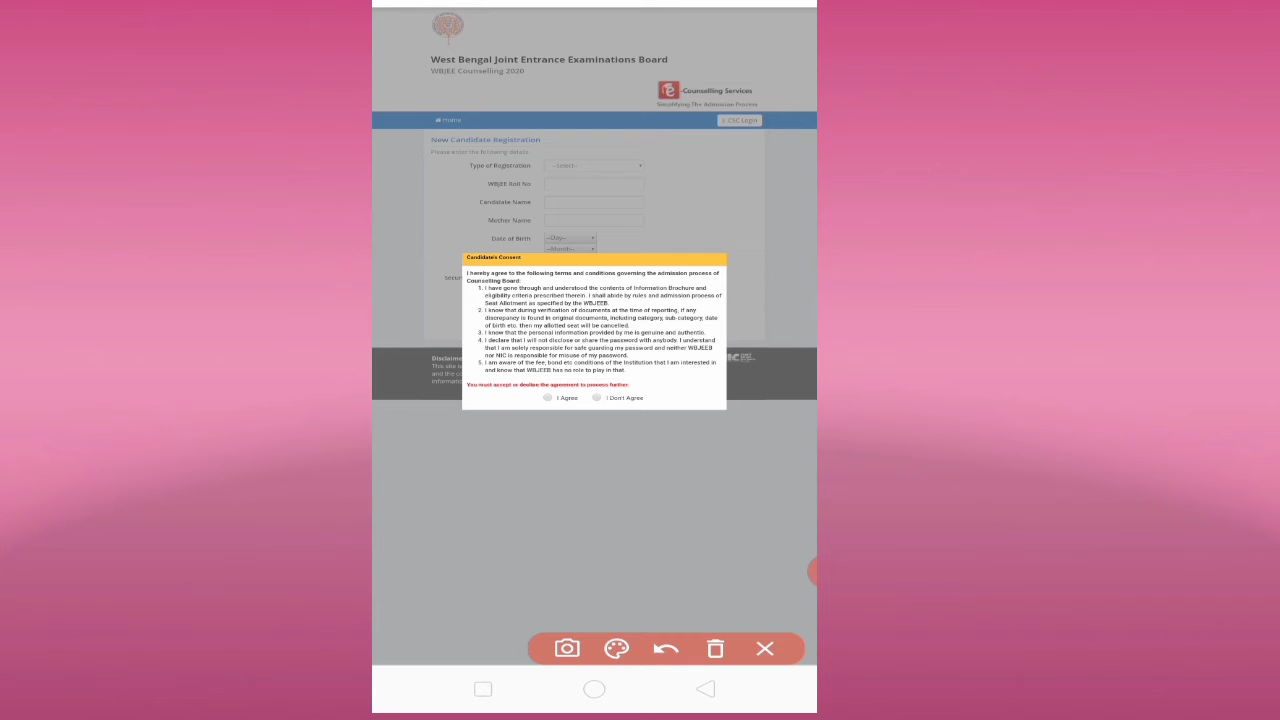 West Bengal Joint Entrance Examinations Board
WBJEE Counselling 2020
e-Counselling Services
Simplifying The Admission Process
Home
CSC Login
New Candidate Registration
Please enter the following details.
Type of Registration
--Select--
WBJEE Roll No
Candidate Name
Mother Name
Date of Birth
--Day--
--Month--
Candidate's Consent
I hereby agree to the following terms and conditions governing the admission process of
Counselling Board:
1. I have gone through and understood the contents of Information Brochure and
eligibility criteria prescribed therein. I shall abide by rules and admission process of
Seat Allotment as specified by the WBJEEB.
2. I know that during verification of documents at the time of reporting, if any
discrepancy is found in original documents, including category, sub-category, date
of birth etc. then my allotted seat will be cancelled.
3. I know that the personal information provided by me is genuine and authentic.
4. I declare that I will not disclose or share the password with anybody. I understand
that I am solely responsible for safe guarding my password and neither WBJEEB
nor NIC is responsible for misuse of my password.
5. I am aware of the fee, bond etc conditions of the Institution that I am interested in
and know that WBJEEB has no role to play in that.
You must accept or decline the agreement to process further.
I Agree
I Don't Agree
Secur
Disclaime
This site
and the co
informatio
NIC